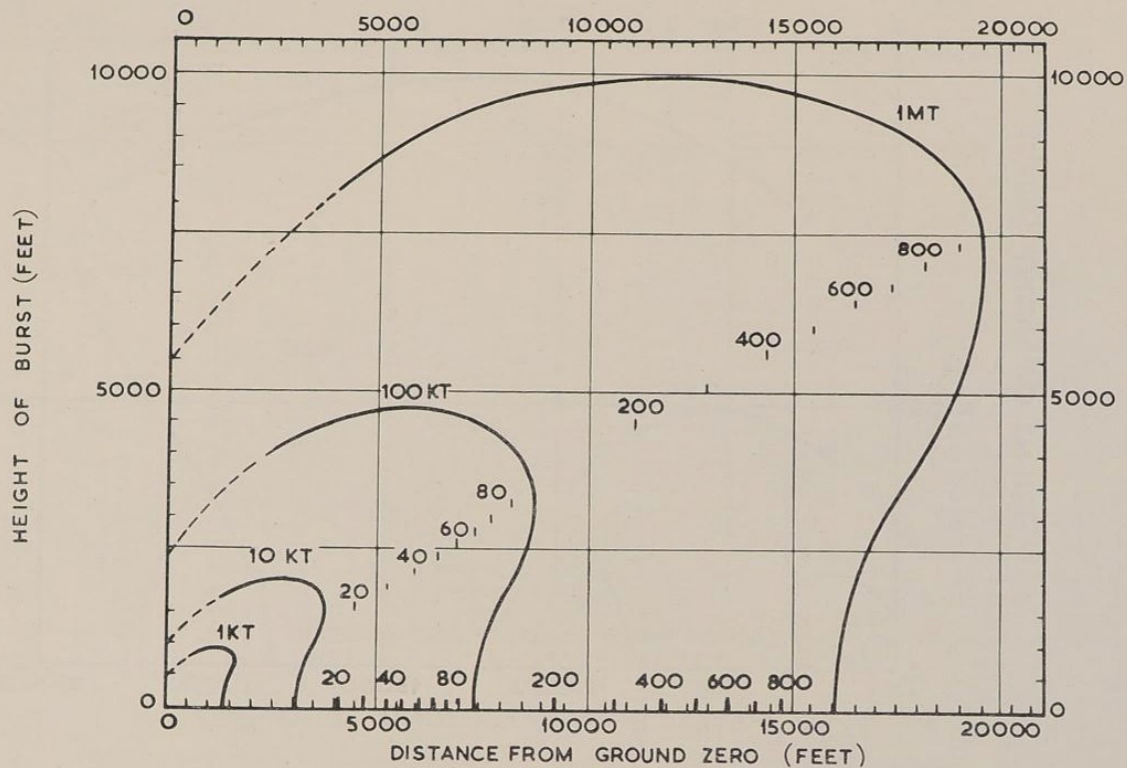 0 5000 10000 15000 20000
10000 10000
1MT
800
600
400
5000 100 KT 5000
200
80
60
10 KT 40
20
1KT
20 40 80 200 400 600 800
0 0
0 5000 10000 15000 20000
DISTANCE FROM GROUND ZERO (FEET)
HEIGHT OF BURST (FEET)